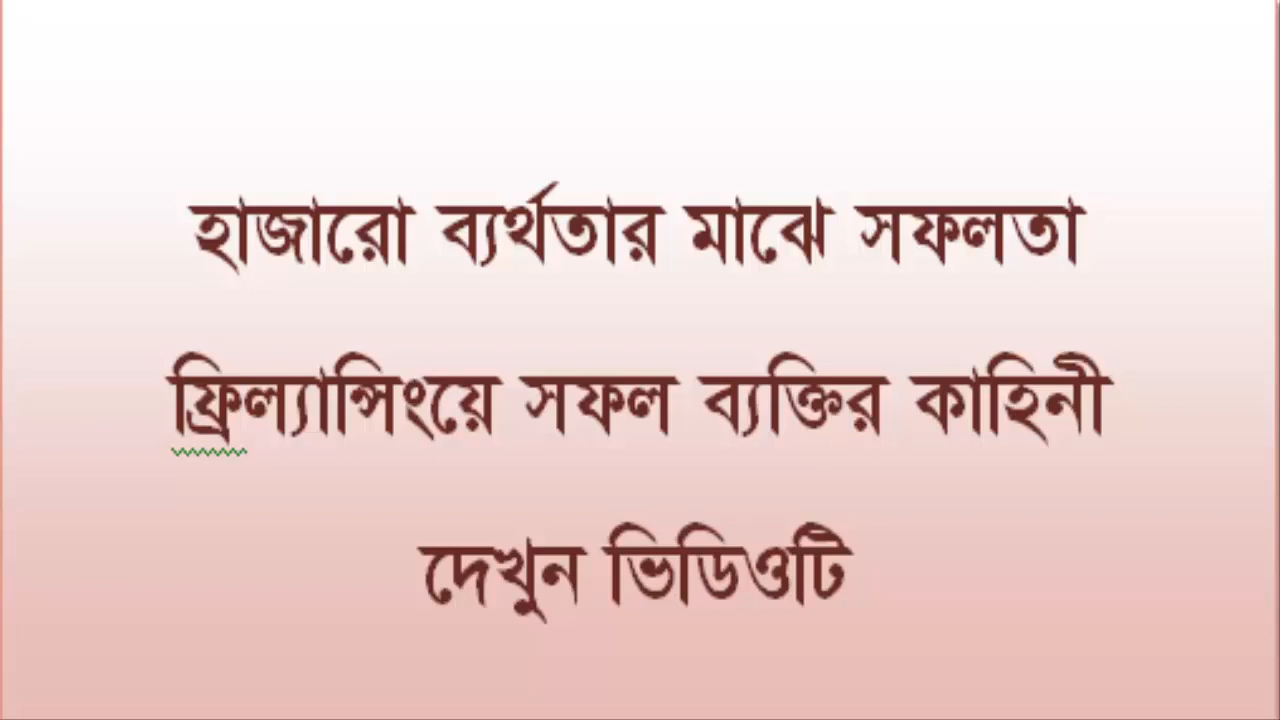 হাজারো ব্যর্থতার মাঝে সফলতা
ফ্রিল্যান্সিংয়ে সফল ব্যক্তির কাহিনী
দেখুন ভিডিওটি